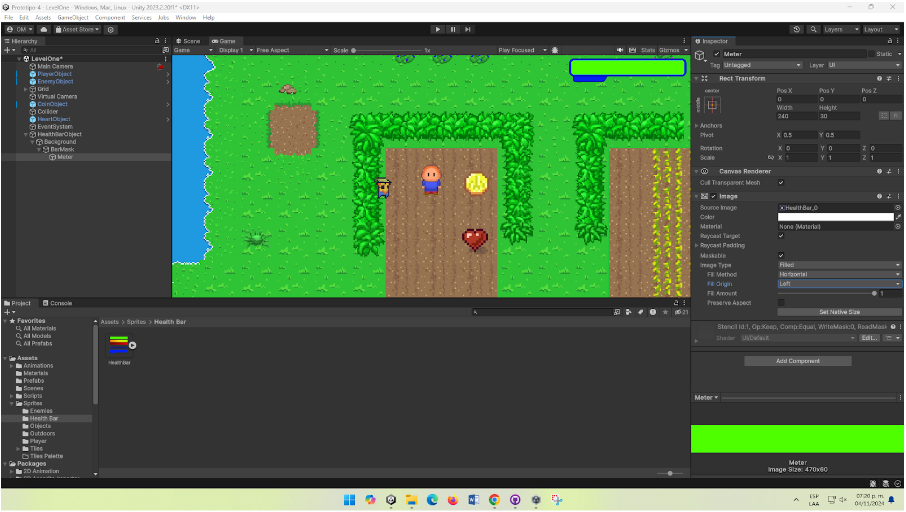 Prototipo 4 - LevelOne* - Windows, Mac, Linux - Unity 2023.2.20f1* <DX11>
File Edit Assets GameObject Component Services Jobs Window Help
OM Asset Store Layers Layout
Hierarchy
All
LevelOne*
Main Camera
PlayerObject
EnemyObject
Grid
Virtual Camera
CoinObject
Collider
HeartObject
EventSystem
HealthBarObject
Background
BarMask
Meter
Scene Game
Game Display 1 Free Aspect Scale 1x Play Focused Stats Gizmos
Inspector
Meter Static
Tag Untagged Layer UI
Rect Transform
center Pos X Pos Y Pos Z
middle 0 0 0
Width Height
240 30 R
Anchors
Pivot X 0.5 Y 0.5
Rotation X 0 Y 0 Z 0
Scale X 1 Y 1 Z 1
Canvas Renderer
Cull Transparent Mesh
Image
Source Image HealthBar_0
Color
Material None (Material)
Raycast Target
Raycast Padding
Maskable
Image Type Filled
Fill Method Horizontal
Fill Origin Left
Fill Amount 1
Preserve Aspect
Set Native Size
Stencil Id:1, Op:Keep, Comp:Equal, WriteMask:0, ReadMask
Shader UI/Default Edit...
Add Component
Meter
Meter
Image Size: 470x60
Project Console
21
Favorites
All Materials
All Models
All Prefabs
Assets
Animations
Materials
Prefabs
Scenes
Scripts
Sprites
Enemies
Health Bar
Objects
Outdoors
Player
Tiles
Tiles Palette
Packages
2D Animation
Assets > Sprites > Health Bar
HealthBar
ESP
LAA
07:20 p. m.
04/11/2024